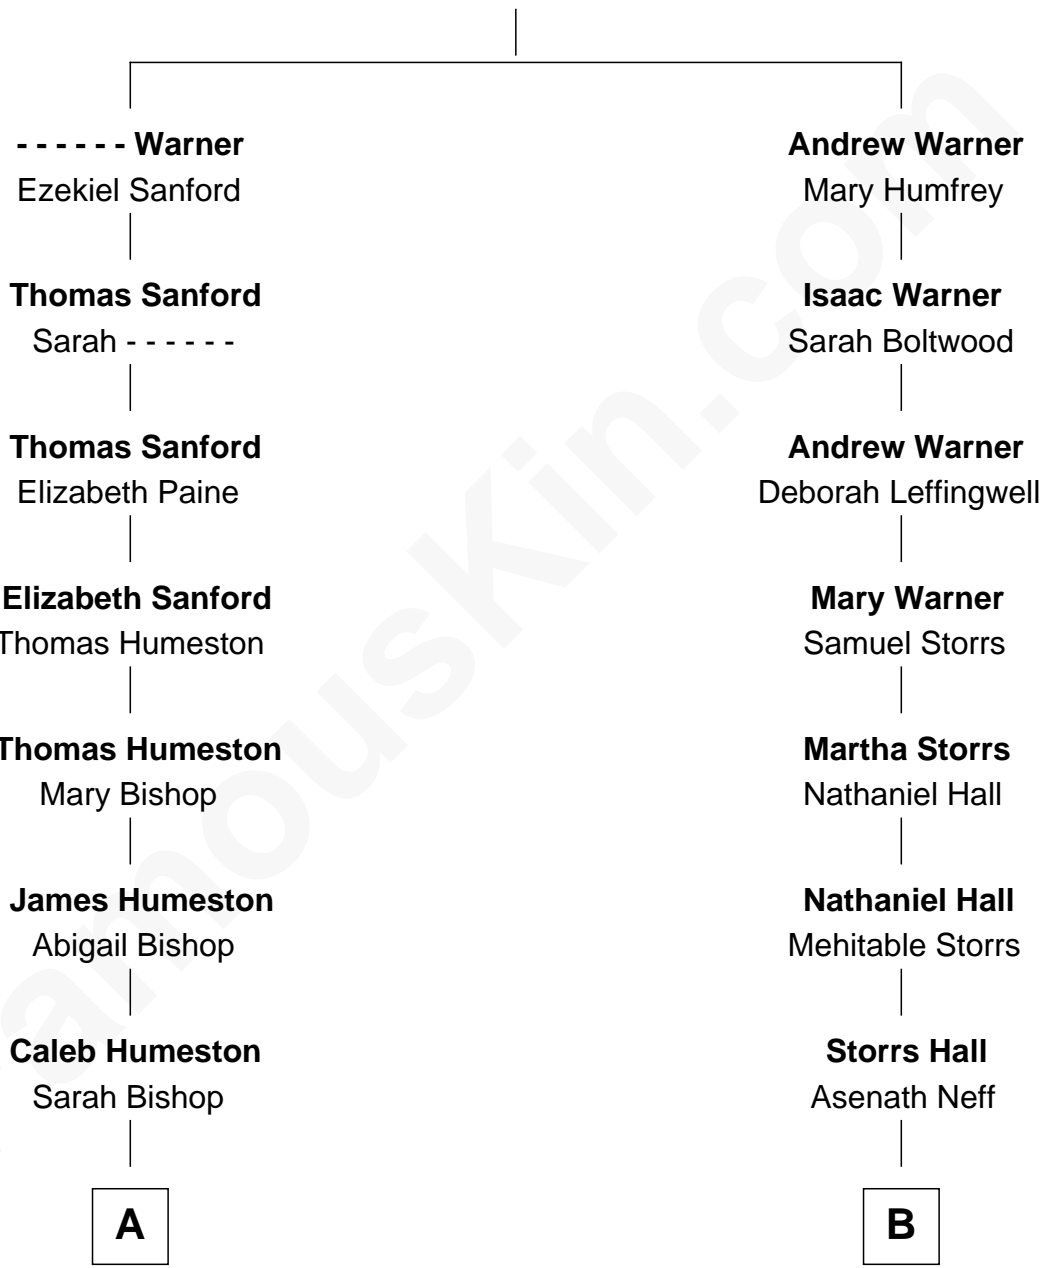 - - - - - - Warner
Ezekiel Sanford
Thomas Sanford
Sarah - - - - - -
Thomas Sanford
Elizabeth Paine
Elizabeth Sanford
Thomas Humeston
Thomas Humeston
Mary Bishop
James Humeston
Abigail Bishop
Caleb Humeston
Sarah Bishop
A
Andrew Warner
Mary Humfrey
Isaac Warner
Sarah Boltwood
Andrew Warner
Deborah Leffingwell
Mary Warner
Samuel Storrs
Martha Storrs
Nathaniel Hall
Nathaniel Hall
Mehitable Storrs
Storrs Hall
Asenath Neff
B
amousKin.com